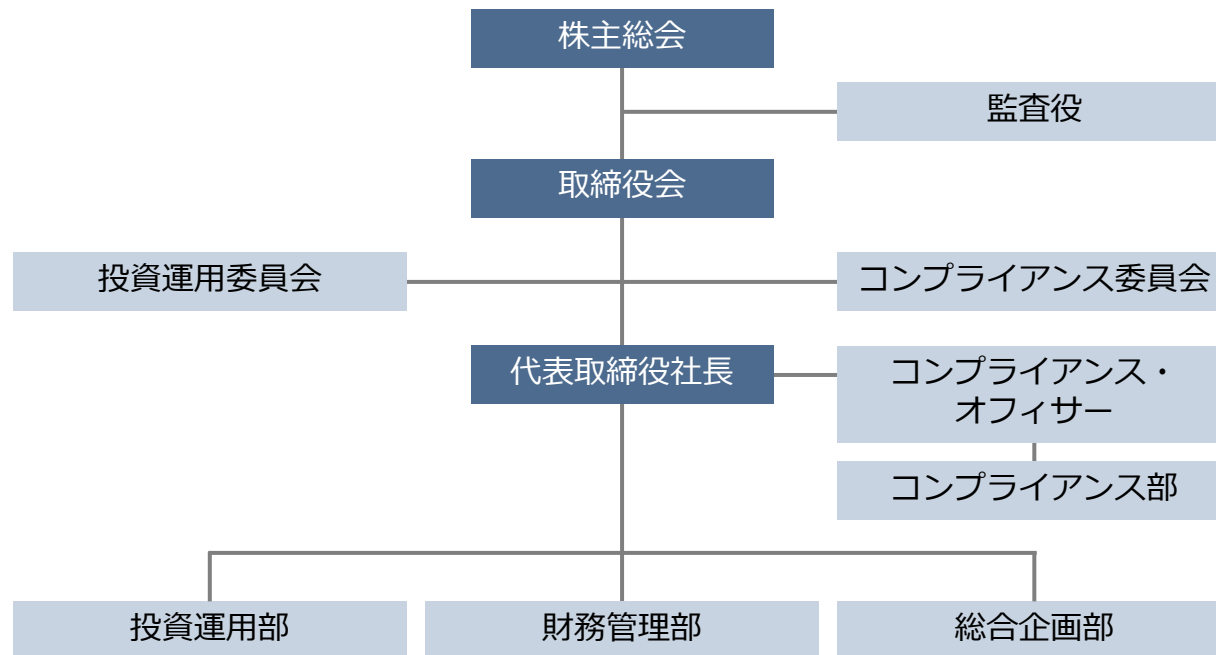 株主総会
監査役
取締役会
投資運用委員会
コンプライアンス委員会
代表取締役社長
コンプライアンス・
オフィサー
コンプライアンス部
投資運用部
財務管理部
総合企画部